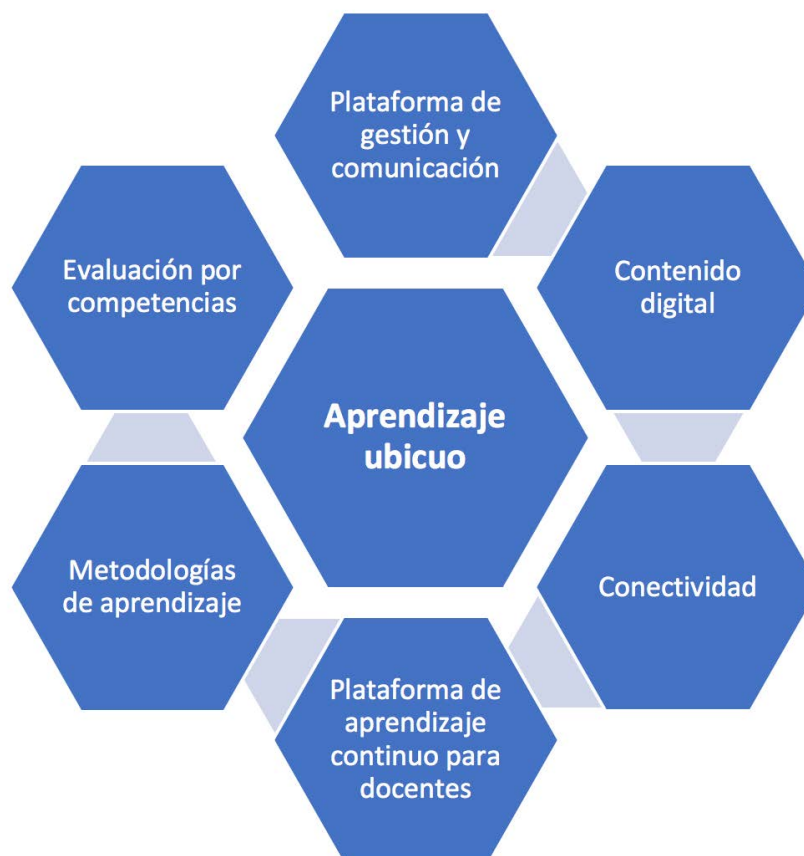 Plataforma de
gestión y
comunicación
Evaluación por
competencias
Contenido
digital
Aprendizaje
ubicuo
Metodologías
de aprendizaje
Conectividad
Plataforma de
aprendizaje
continuo para
docentes